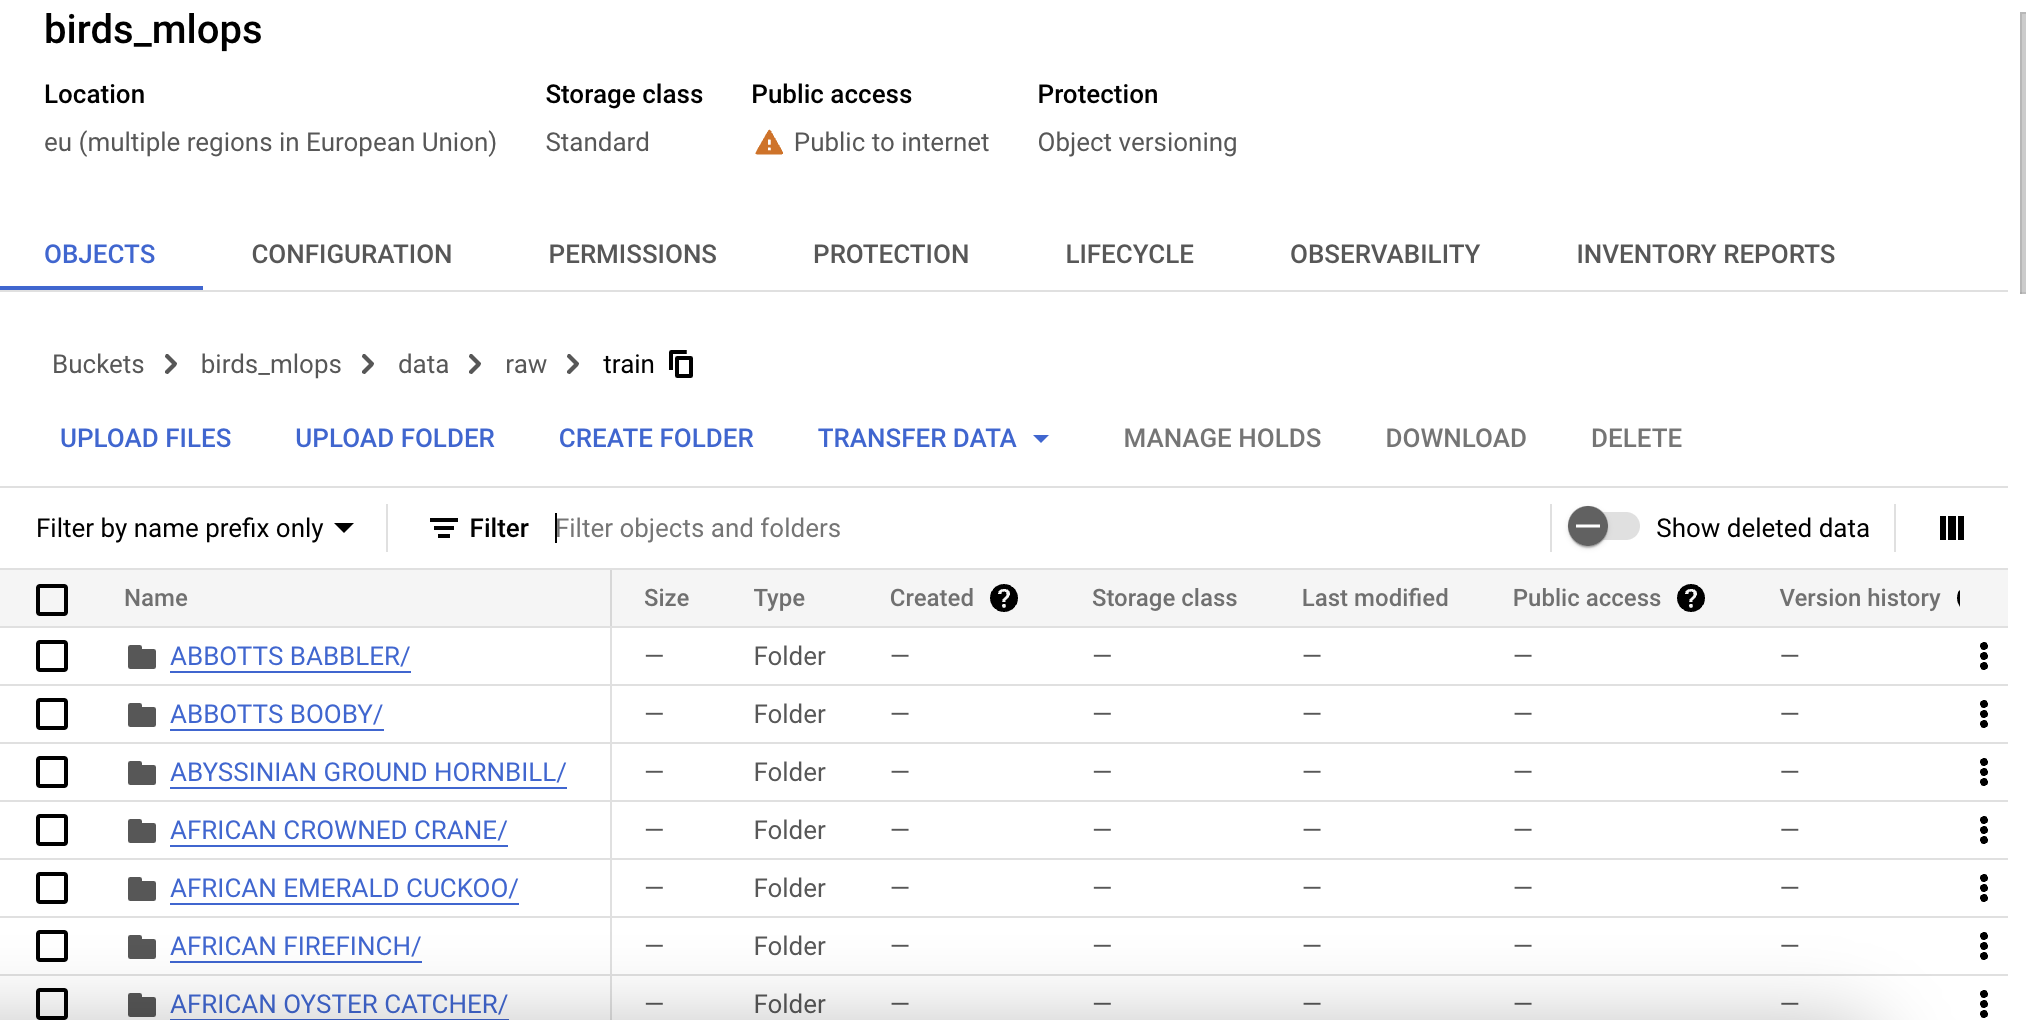 birds_mlops
Location Storage class Public access Protection
eu (multiple regions in European Union) Standard Public to internet Object versioning
OBJECTS CONFIGURATION PERMISSIONS PROTECTION LIFECYCLE OBSERVABILITY INVENTORY REPORTS
Buckets > birds_mlops > data > raw > train
UPLOAD FILES UPLOAD FOLDER CREATE FOLDER TRANSFER DATA MANAGE HOLDS DOWNLOAD DELETE
Filter by name prefix only Filter Filter objects and folders Show deleted data
Name Size Type Created ? Storage class Last modified Public access ? Version history
ABBOTTS BABBLER/ — Folder — — — — —
ABBOTTS BOOBY/ — Folder — — — — —
ABYSSINIAN GROUND HORNBILL/ — Folder — — — — —
AFRICAN CROWNED CRANE/ — Folder — — — — —
AFRICAN EMERALD CUCKOO/ — Folder — — — — —
AFRICAN FIREFINCH/ — Folder — — — — —
AFRICAN OYSTER CATCHER/ — Folder — — — — —